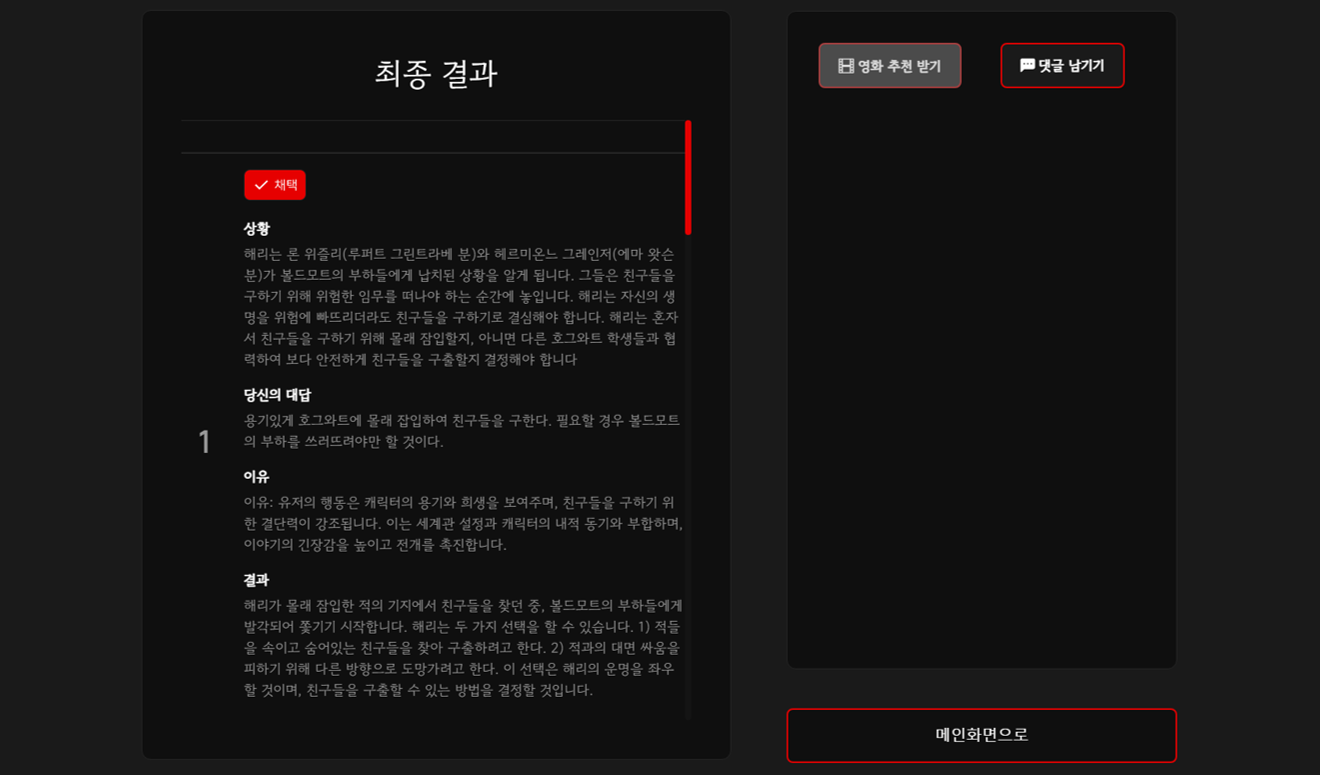 최종 결과
채택
상황
해리는 론 위즐리(루퍼트 그린트라베 분)와 헤르미온느 그레인저(에마 왓슨
분)가 볼드모트의 부하들에게 납치된 상황을 알게 됩니다. 그들은 친구들을
구하기 위해 위험한 임무를 떠나야 하는 순간에 놓입니다. 해리는 자신의 생
명을 위험에 빠뜨리더라도 친구들을 구하기로 결심해야 합니다. 해리는 혼자
서 친구들을 구하기 위해 몰래 잠입할지, 아니면 다른 호그와트 학생들과 협
력하여 보다 안전하게 친구들을 구출할지 결정해야 합니다
당신의 대답
1
용기있게 호그와트에 몰래 잡입하여 친구들을 구한다. 필요할 경우 볼드모트
의 부하를 쓰러뜨려야만 할 것이다.
이유
이유: 유저의 행동은 캐릭터의 용기와 희생을 보여주며, 친구들을 구하기 위
한 결단력이 강조됩니다. 이는 세계관 설정과 캐릭터의 내적 동기와 부합하며,
이야기의 긴장감을 높이고 전개를 촉진합니다.
결과
해리가 몰래 잠입한 적의 기지에서 친구들을 찾던 중, 볼드모트의 부하들에게
발각되어 쫓기기 시작합니다. 해리는 두 가지 선택을 할 수 있습니다. 1) 적들
을 속이고 숨어있는 친구들을 찾아 구출하려고 한다. 2) 적과의 대면 싸움을
피하기 위해 다른 방향으로 도망가려고 한다. 이 선택은 해리의 운명을 좌우
할 것이며, 친구들을 구출할 수 있는 방법을 결정할 것입니다.
영화 추천 받기
댓글 남기기
메인화면으로